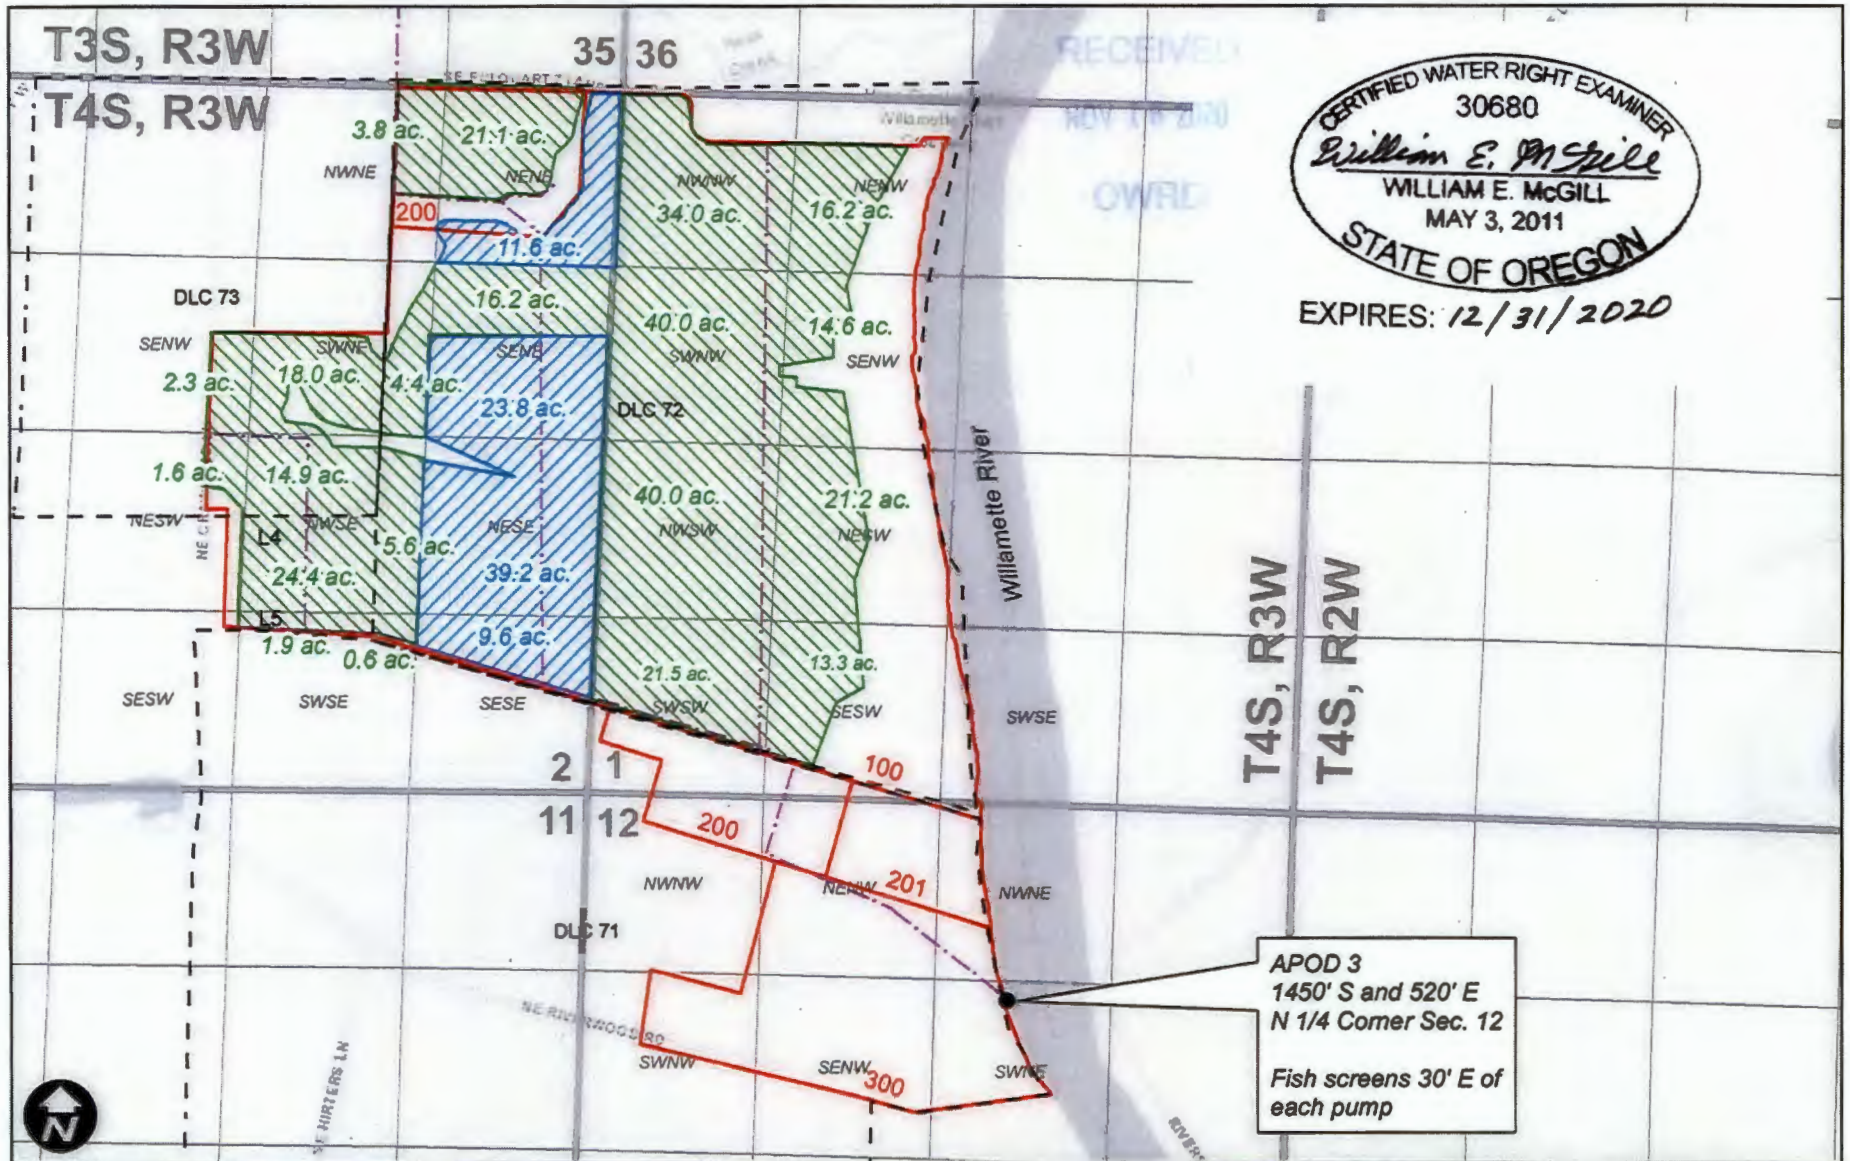 T3S, R3W
35 36
T4S, R3W
RECEIVED
OWRD
CERTIFIED WATER RIGHT EXAMINER
30680
William E. McGill
WILLIAM E. McGILL
MAY 3, 2011
STATE OF OREGON
EXPIRES: 12/31/2020
3.8 ac.
21.1 ac.
NWNE
NENE
NWNW
NENW
200
34.0 ac.
16.2 ac.
11.6 ac.
DLC 73
16.2 ac.
40.0 ac.
14.6 ac.
SENW
SWNE
SENE
SWNW
SENW
2.3 ac.
18.0 ac.
4.4 ac.
23.8 ac.
DLC 72
Willamette River
1.6 ac.
14.9 ac.
40.0 ac.
21.2 ac.
NESW
L4
NWSE
NESE
NWSW
NESW
5.6 ac.
24.4 ac.
39.2 ac.
L5
1.9 ac.
0.6 ac.
9.6 ac.
21.5 ac.
13.3 ac.
SESW
SWSE
SESE
SWSW
SESW
SWSE
T4S, R3W
T4S, R2W
2 1
100
11 12
200
NWNW
NENW
201
NWNE
DLC 71
APOD 3
1450' S and 520' E
N 1/4 Corner Sec. 12
Fish screens 30' E of
each pump
NE RIVERWOOD RD
SWNW
SENW
300
SWNE
N